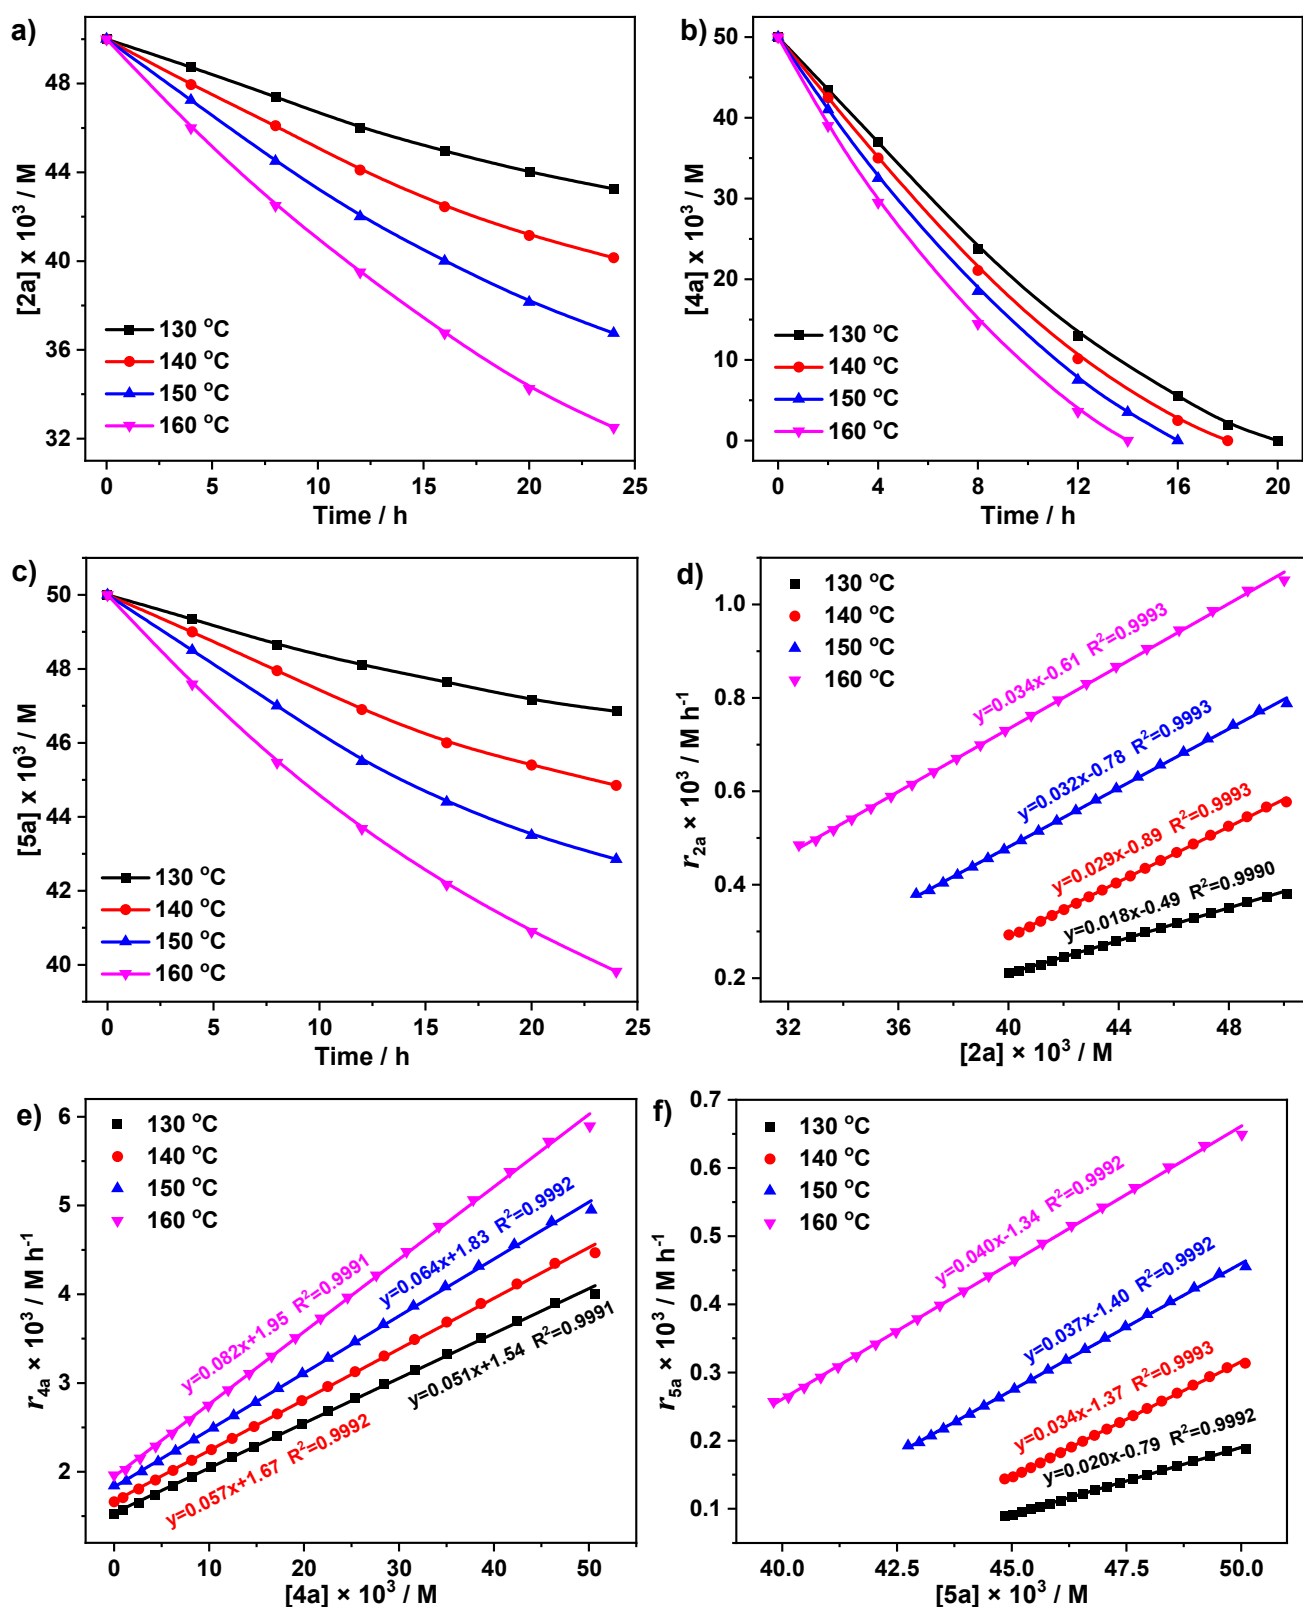 a)
48
44
40
36
32
[2a] x 10³ / M
130 °C
140 °C
150 °C
160 °C
0 5 10 15 20 25
Time / h
b)
50
40
30
20
10
0
[4a] x 10³ / M
130 °C
140 °C
150 °C
160 °C
0 4 8 12 16 20
Time / h
c)
50
48
46
44
42
40
[5a] x 10³ / M
130 °C
140 °C
150 °C
160 °C
0 5 10 15 20 25
Time / h
d)
1.0
0.8
0.6
0.4
0.2
r2a × 10³ / M h⁻¹
130 °C
140 °C
150 °C
160 °C
y=0.034x-0.61 R²=0.9993
y=0.032x-0.78 R²=0.9993
y=0.029x-0.89 R²=0.9993
y=0.018x-0.49 R²=0.9990
32 36 40 44 48
[2a] × 10³ / M
e)
6
5
4
3
2
r4a × 10³ / M h⁻¹
130 °C
140 °C
150 °C
160 °C
y=0.082x+1.95 R²=0.9991
y=0.064x+1.83 R²=0.9992
y=0.051x+1.54 R²=0.9991
y=0.057x+1.67 R²=0.9992
0 10 20 30 40 50
[4a] × 10³ / M
f)
0.7
0.6
0.5
0.4
0.3
0.2
0.1
r5a × 10³ / M h⁻¹
130 °C
140 °C
150 °C
160 °C
y=0.040x-1.34 R²=0.9992
y=0.037x-1.40 R²=0.9992
y=0.034x-1.37 R²=0.9993
y=0.020x-0.79 R²=0.9992
40.0 42.5 45.0 47.5 50.0
[5a] × 10³ / M